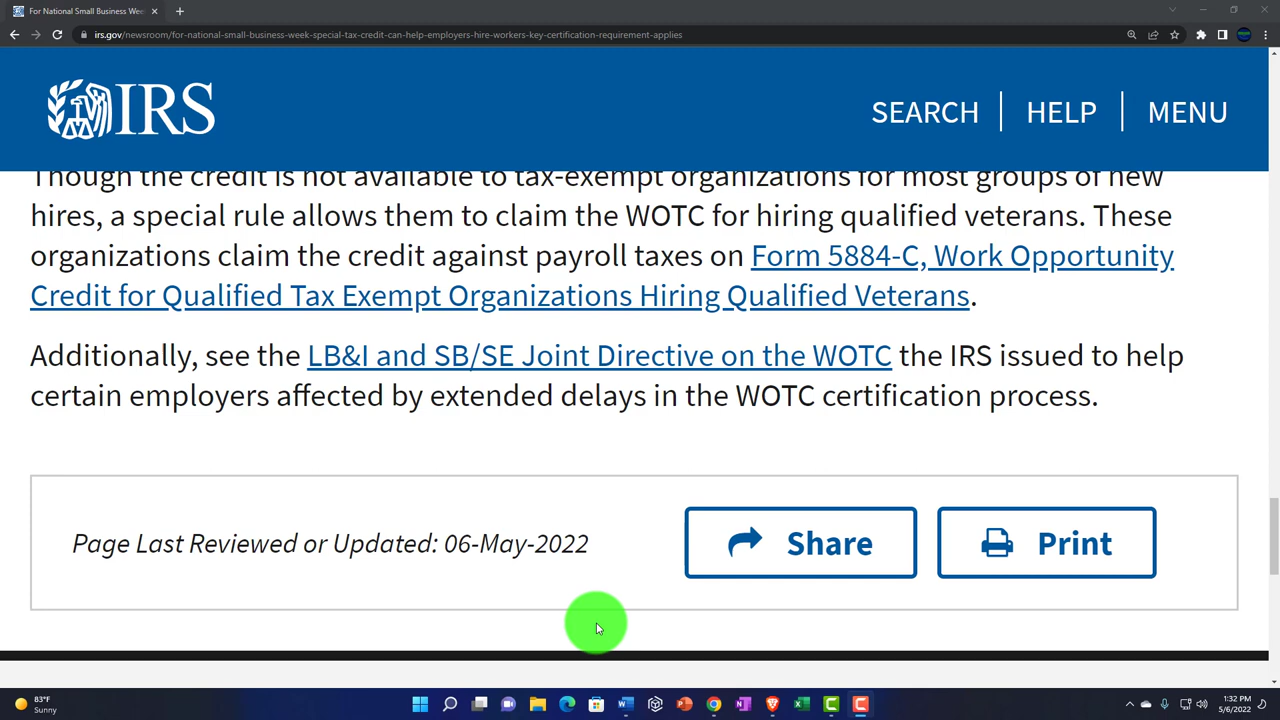 For National Small Business Wee
irs.gov/newsroom/for-national-small-business-week-special-tax-credit-can-help-employers-hire-workers-key-certification-requirement-applies
IRS
SEARCH
HELP
MENU
Though the credit is not available to tax-exempt organizations for most groups of new
hires, a special rule allows them to claim the WOTC for hiring qualified veterans. These
organizations claim the credit against payroll taxes on Form 5884-C, Work Opportunity
Credit for Qualified Tax Exempt Organizations Hiring Qualified Veterans.
Additionally, see the LB&I and SB/SE Joint Directive on the WOTC the IRS issued to help
certain employers affected by extended delays in the WOTC certification process.
Page Last Reviewed or Updated: 06-May-2022
Share
Print
83°F
Sunny
1:32 PM
5/6/2022